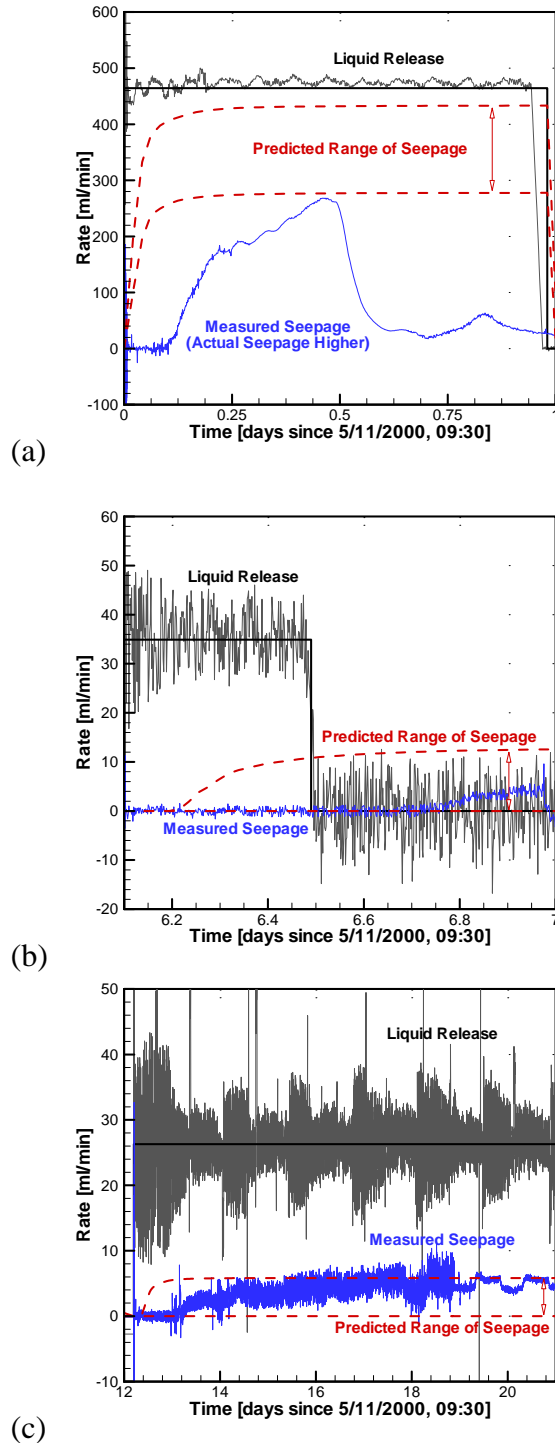 600
500
400
300
200
100
0
-100
Rate [ml/min]
Liquid Release
Predicted Range of Seepage
Measured Seepage
(Actual Seepage Higher)
0 0.25 0.5 0.75 1
Time [days since 5/11/2000, 09:30]
(a)
60
50
40
30
20
10
0
-10
-20
Rate [ml/min]
Liquid Release
Predicted Range of Seepage
Measured Seepage
6.2 6.4 6.6 6.8 7
Time [days since 5/11/2000, 09:30]
(b)
50
40
30
20
10
0
-10
Rate [ml/min]
Liquid Release
Measured Seepage
Predicted Range of Seepage
12 14 16 18 20
Time [days since 5/11/2000, 09:30]
(c)